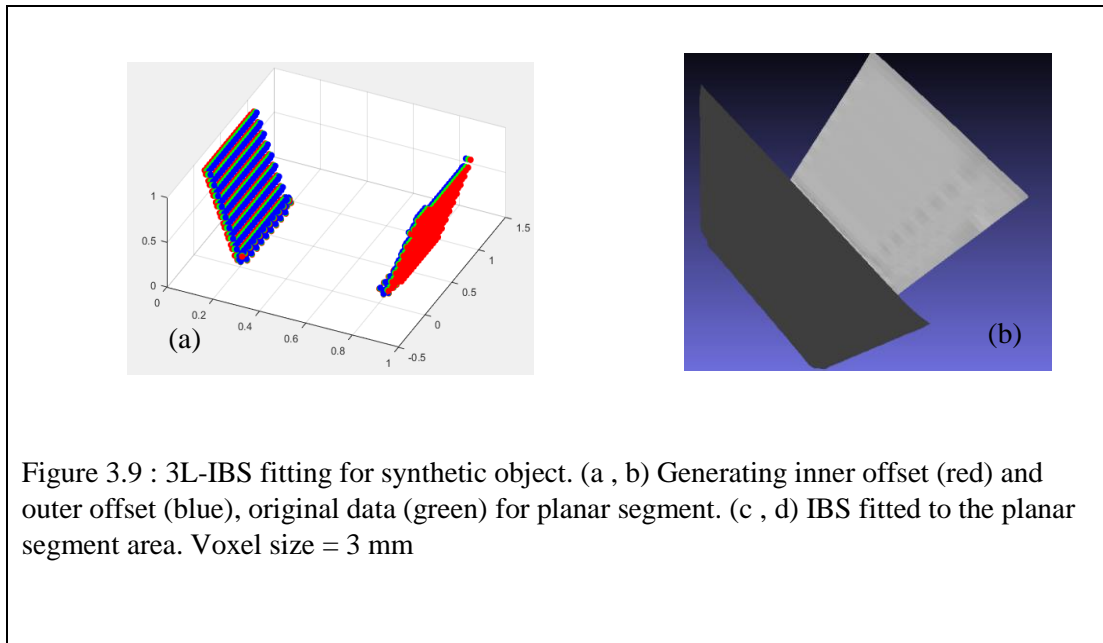 1
0.5
0
0
0.2
0.4
0.6
0.8
1
-0.5
0
0.5
1
1.5
(a)
(b)
Figure 3.9 : 3L-IBS fitting for synthetic object. (a , b) Generating inner offset (red) and
outer offset (blue), original data (green) for planar segment. (c , d) IBS fitted to the planar
segment area. Voxel size = 3 mm